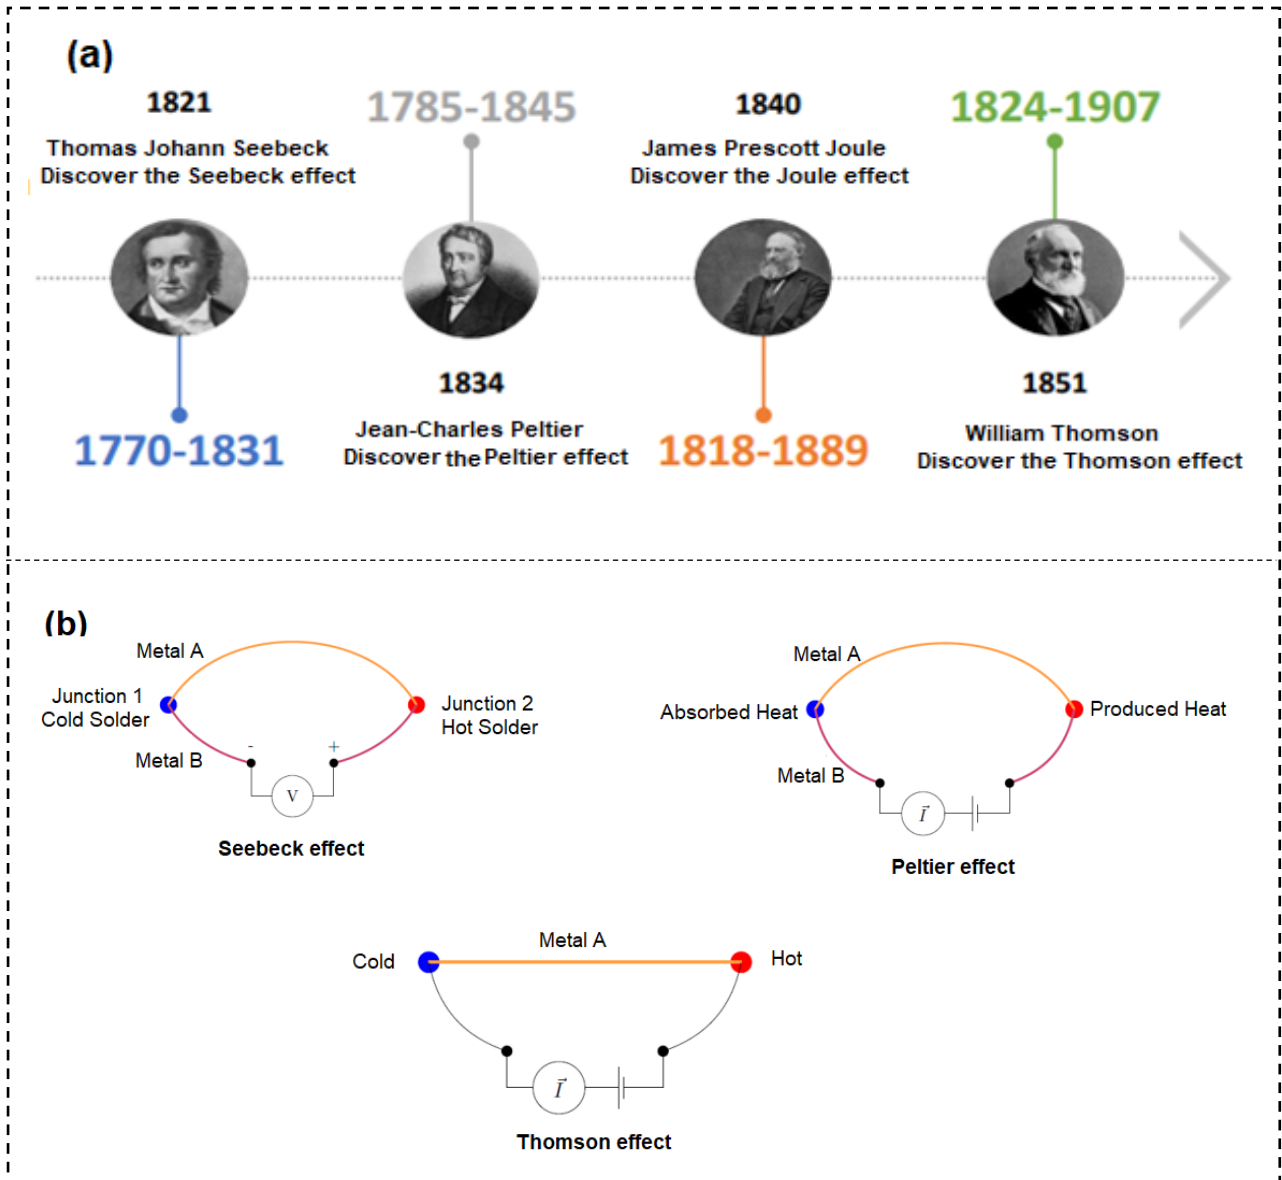 (a)
1821
Thomas Johann Seebeck
Discover the Seebeck effect
1785-1845
1840
James Prescott Joule
Discover the Joule effect
1824-1907
1770-1831
1834
Jean-Charles Peltier
Discover the Peltier effect
1818-1889
1851
William Thomson
Discover the Thomson effect
(b)
Metal A
Junction 1
Cold Solder
Junction 2
Hot Solder
Metal B
-
+
V
Seebeck effect
Metal A
Absorbed Heat
Produced Heat
Metal B
I⃗
Peltier effect
Metal A
Cold
Hot
I⃗
Thomson effect